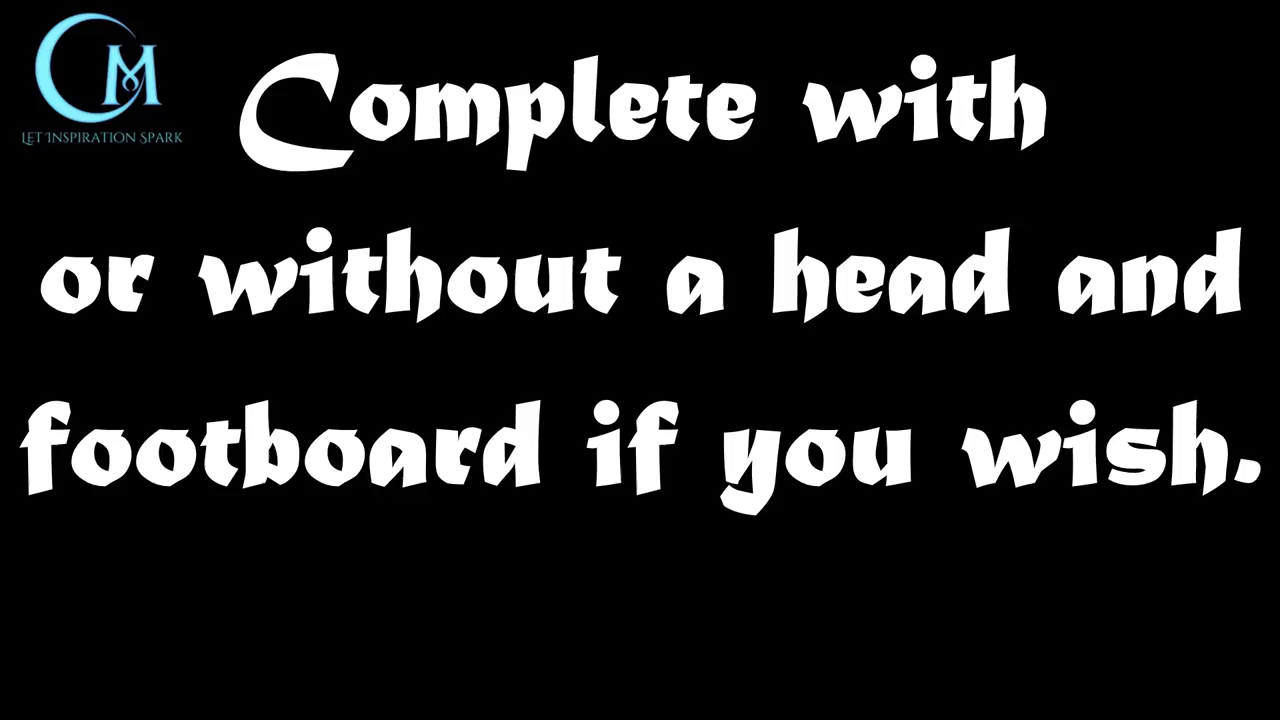 CM
LET INSPIRATION SPARK
Complete with
or without a head and
footboard if you wish.